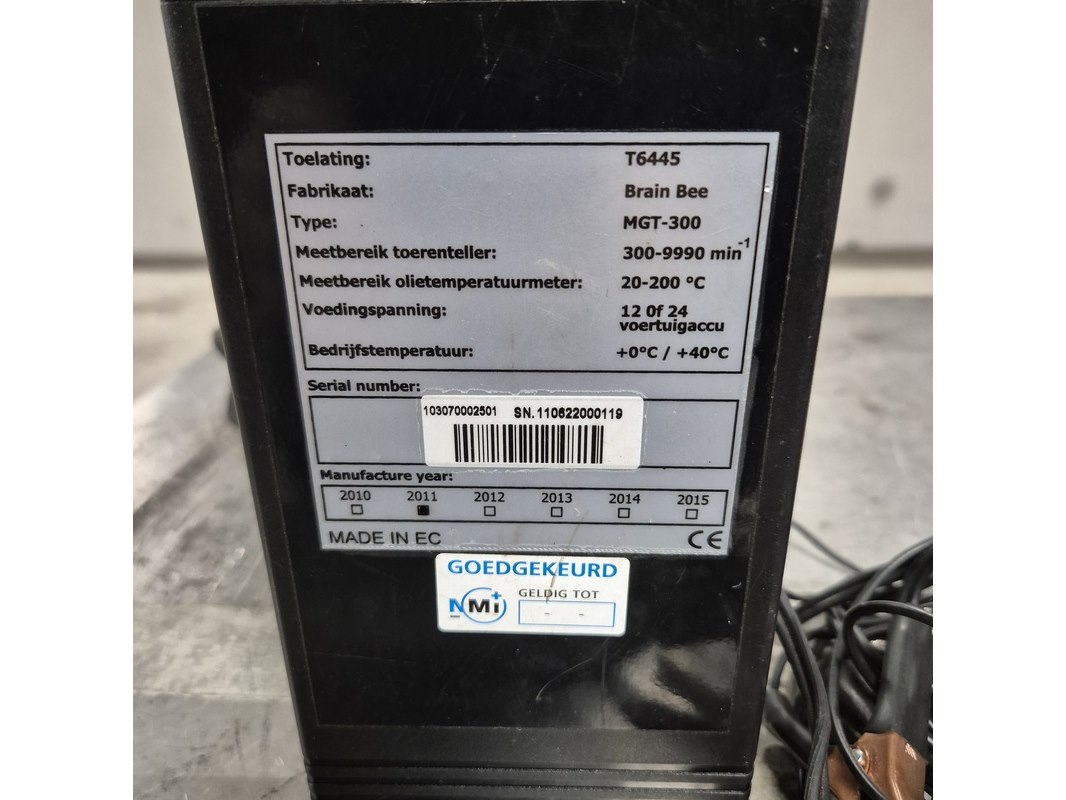 Toelating: T6445
Fabrikaat: Brain Bee
Type: MGT-300
Meetbereik toerenteller: 300-9990 min⁻¹
Meetbereik olietemperatuurmeter: 20-200 °C
Voedingspanning: 12 0f 24
voertuigaccu
Bedrijfstemperatuur: +0°C / +40°C
Serial number:
103070002501 SN.110622000119
Manufacture year:
2010 2011 2012 2013 2014 2015
MADE IN EC CE
GOEDGEKEURD
NMi GELDIG TOT
- -